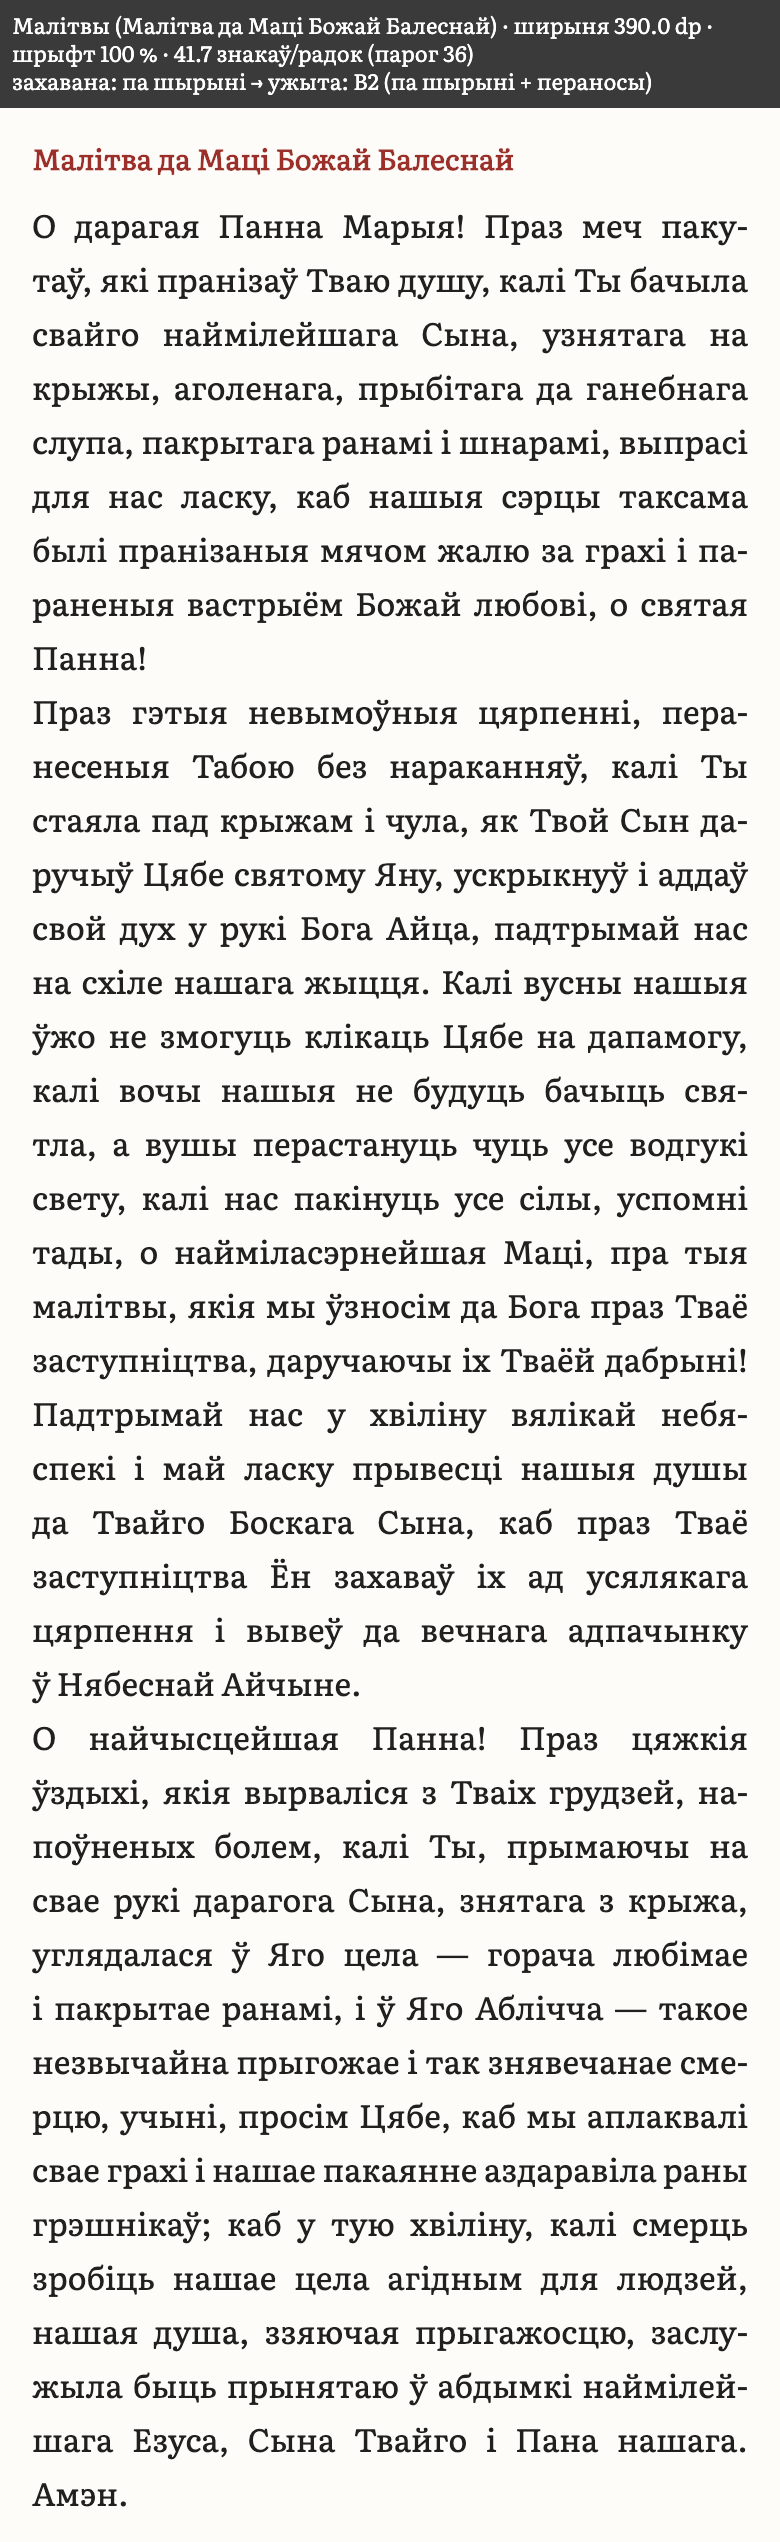 Малітвы (Малітва да Маці Божай Балеснай) · шырыня 390.0 dp ·
шрыфт 100 % · 41.7 знакаў/радок (парог 36)
захавана: па шырыні → ужыта: B2 (па шырыні + пераносы)
Малітва да Маці Божай Балеснай
О дарагая Панна Марыя! Праз меч паку-
таў, які пранізаў Тваю душу, калі Ты бачыла
свайго наймілейшага Сына, узнятага на
крыжы, аголенага, прыбітага да ганебнага
слупа, пакрытага ранамі і шнарамі, выпрасі
для нас ласку, каб нашыя сэрцы таксама
былі пранізаныя мячом жалю за грахі і па-
раненыя вастрыём Божай любові, о святая
Панна!
Праз гэтыя невымоўныя цярпенні, пера-
несеныя Табою без нараканняў, калі Ты
стаяла пад крыжам і чула, як Твой Сын да-
ручыў Цябе святому Яну, ускрыкнуў і аддаў
свой дух у рукі Бога Айца, падтрымай нас
на схіле нашага жыцця. Калі вусны нашыя
ўжо не змогуць клікаць Цябе на дапамогу,
калі вочы нашыя не будуць бачыць свя-
тла, а вушы перастануць чуць усе водгукі
свету, калі нас пакінуць усе сілы, успомні
тады, о найміласэрнейшая Маці, пра тыя
малітвы, якія мы ўзносім да Бога праз Тваё
заступніцтва, даручаючы іх Тваёй дабрыні!
Падтрымай нас у хвіліну вялікай небя-
спекі і май ласку прывесці нашыя душы
да Твайго Боскага Сына, каб праз Тваё
заступніцтва Ён захаваў іх ад усялякага
цярпення і вывеў да вечнага адпачынку
ў Нябеснай Айчыне.
О найчысцейшая Панна! Праз цяжкія
ўздыхі, якія вырваліся з Тваіх грудзей, на-
поўненых болем, калі Ты, прымаючы на
свае рукі дарагога Сына, знятага з крыжа,
углядалася ў Яго цела — горача любімае
і пакрытае ранамі, і ў Яго Аблічча — такое
незвычайна прыгожае і так знявечанае сме-
рцю, учыні, просім Цябе, каб мы аплаквалі
свае грахі і нашае пакаянне аздаравіла раны
грэшнікаў; каб у тую хвіліну, калі смерць
зробіць нашае цела агідным для людзей,
нашая душа, ззяючая прыгажосцю, заслу-
жыла быць прынятаю ў абдымкі наймілей-
шага Езуса, Сына Твайго і Пана нашага.
Амэн.